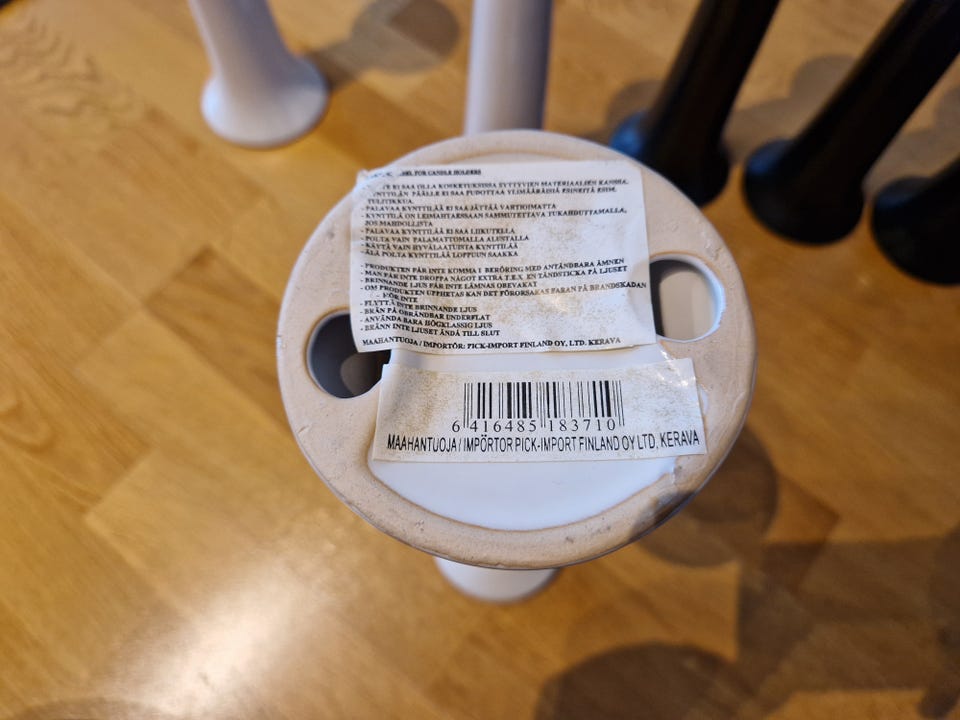 FOR CANDLE HOLDERS
EI SAA OLLA KOSKETUKSISSA SYTTYVIEN MATERIAALIEN KANSSA.
KYNTTILÄN PÄÄLLE EI SAA PUDOTTAA YLIMÄÄRÄISIÄ ESINEITÄ ESIM.
TULITIKKUA.
- PALAVAA KYNTTILÄÄ EI SAA JÄTTÄÄ VARTIOIMATTA
- KYNTTILÄ ON LEIMAHTAESSAAN SAMMUTETTAVA TUKAHDUTTAMALLA,
JOS MAHDOLLISTA
- PALAVAA KYNTTILÄÄ EI SAA LIIKUTELLA
- POLTA VAIN PALAMATTOMALLA ALUSTALLA
- KÄYTÄ VAIN HYVÄLAATUISTA KYNTTILÄÄ
- ÄLÄ POLTA KYNTTILÄÄ LOPPUUN SAAKKA
- PRODUKTEN FÅR INTE KOMMA I BERÖRING MED ANTÄNDBARA ÄMNEN
- MAN FÅR INTE DROPPA NÅGOT EXTRA T.EX. EN TÄNDSTICKA PÅ LJUSET
- BRINNANDE LJUS FÅR INTE LÄMNAS OBEVAKAT
- OM PRODUKTEN UPPHETAS KAN DET FÖRORSAKAS FARAN PÅ BRANDSKADAN
- RÖR INTE
- FLYTTA INTE BRINNANDE LJUS
- BRÄN PÅ OBRÄNDBAR UNDERFLAT
- ANVÄNDA BARA HÖGKLASSIG LJUS
- BRÄNN INTE LJUSET ÄNDÅ TILL SLUT
MAAHANTUOJA / IMPORTÖR: PICK-IMPORT FINLAND OY, LTD. KERAVA
6 416485 183710
MAAHANTUOJA / IMPÖRTOR PICK-IMPORT FINLAND OY LTD, KERAVA